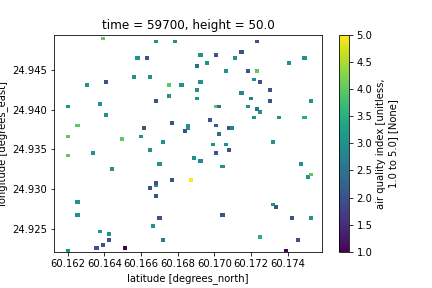 time = 59700, height = 50.0
24.945
24.940
24.935
24.930
24.925
longitude [degrees_east]
60.162 60.164 60.166 60.168 60.170 60.172 60.174
latitude [degrees_north]
5.0
4.5
4.0
3.5
3.0
2.5
2.0
1.5
1.0
air quality index [unitless,
1.0 to 5.0] [None]